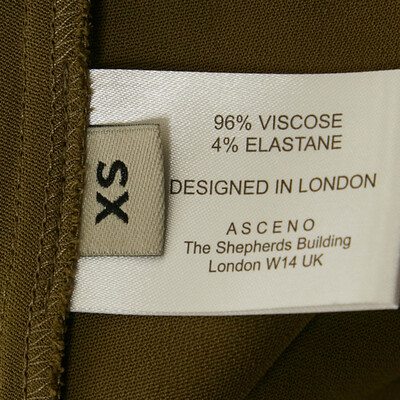 96% VISCOSE
4% ELASTANE
DESIGNED IN LONDON
ASCENO
The Shepherds Building
London W14 UK
XS